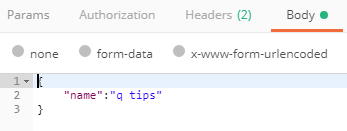 Params Authorization Headers (2) Body
none form-data x-www-form-urlencoded
1 {
2 "name":"q tips"
3 }